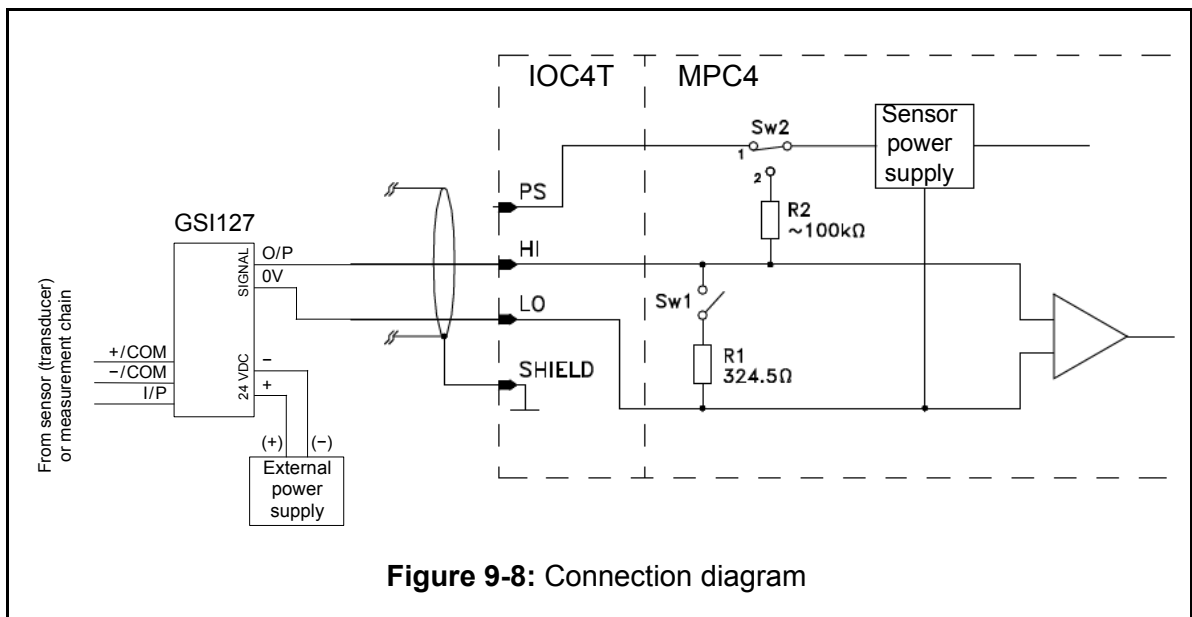 IOC4T
MPC4
Sw2
1
2
Sensor
power
supply
PS
R2
~100kΩ
GSI127
HI
SIGNAL
O/P
0V
LO
Sw1
R1
324.5Ω
SHIELD
From sensor (transducer)
or measurement chain
+/COM
−/COM
I/P
24 VDC
−
+
(+)
(−)
External
power
supply
Figure 9-8: Connection diagram